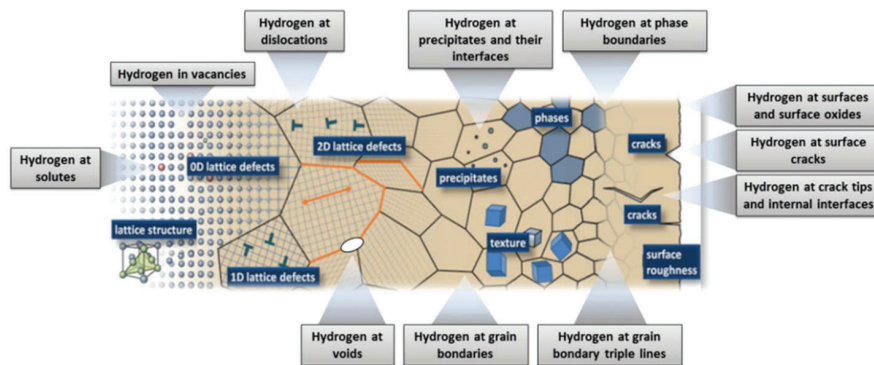 Hydrogen at
dislocations
Hydrogen at
precipitates and their
interfaces
Hydrogen at phase
boundaries
Hydrogen in vacancies
Hydrogen at surfaces
and surface oxides
phases
2D lattice defects
cracks
Hydrogen at surface
cracks
Hydrogen at
solutes
0D lattice defects
precipitates
Hydrogen at crack tips
and internal interfaces
cracks
lattice structure
texture
surface
roughness
1D lattice defects
Hydrogen at
voids
Hydrogen at grain
bondaries
Hydrogen at grain
bondary triple lines